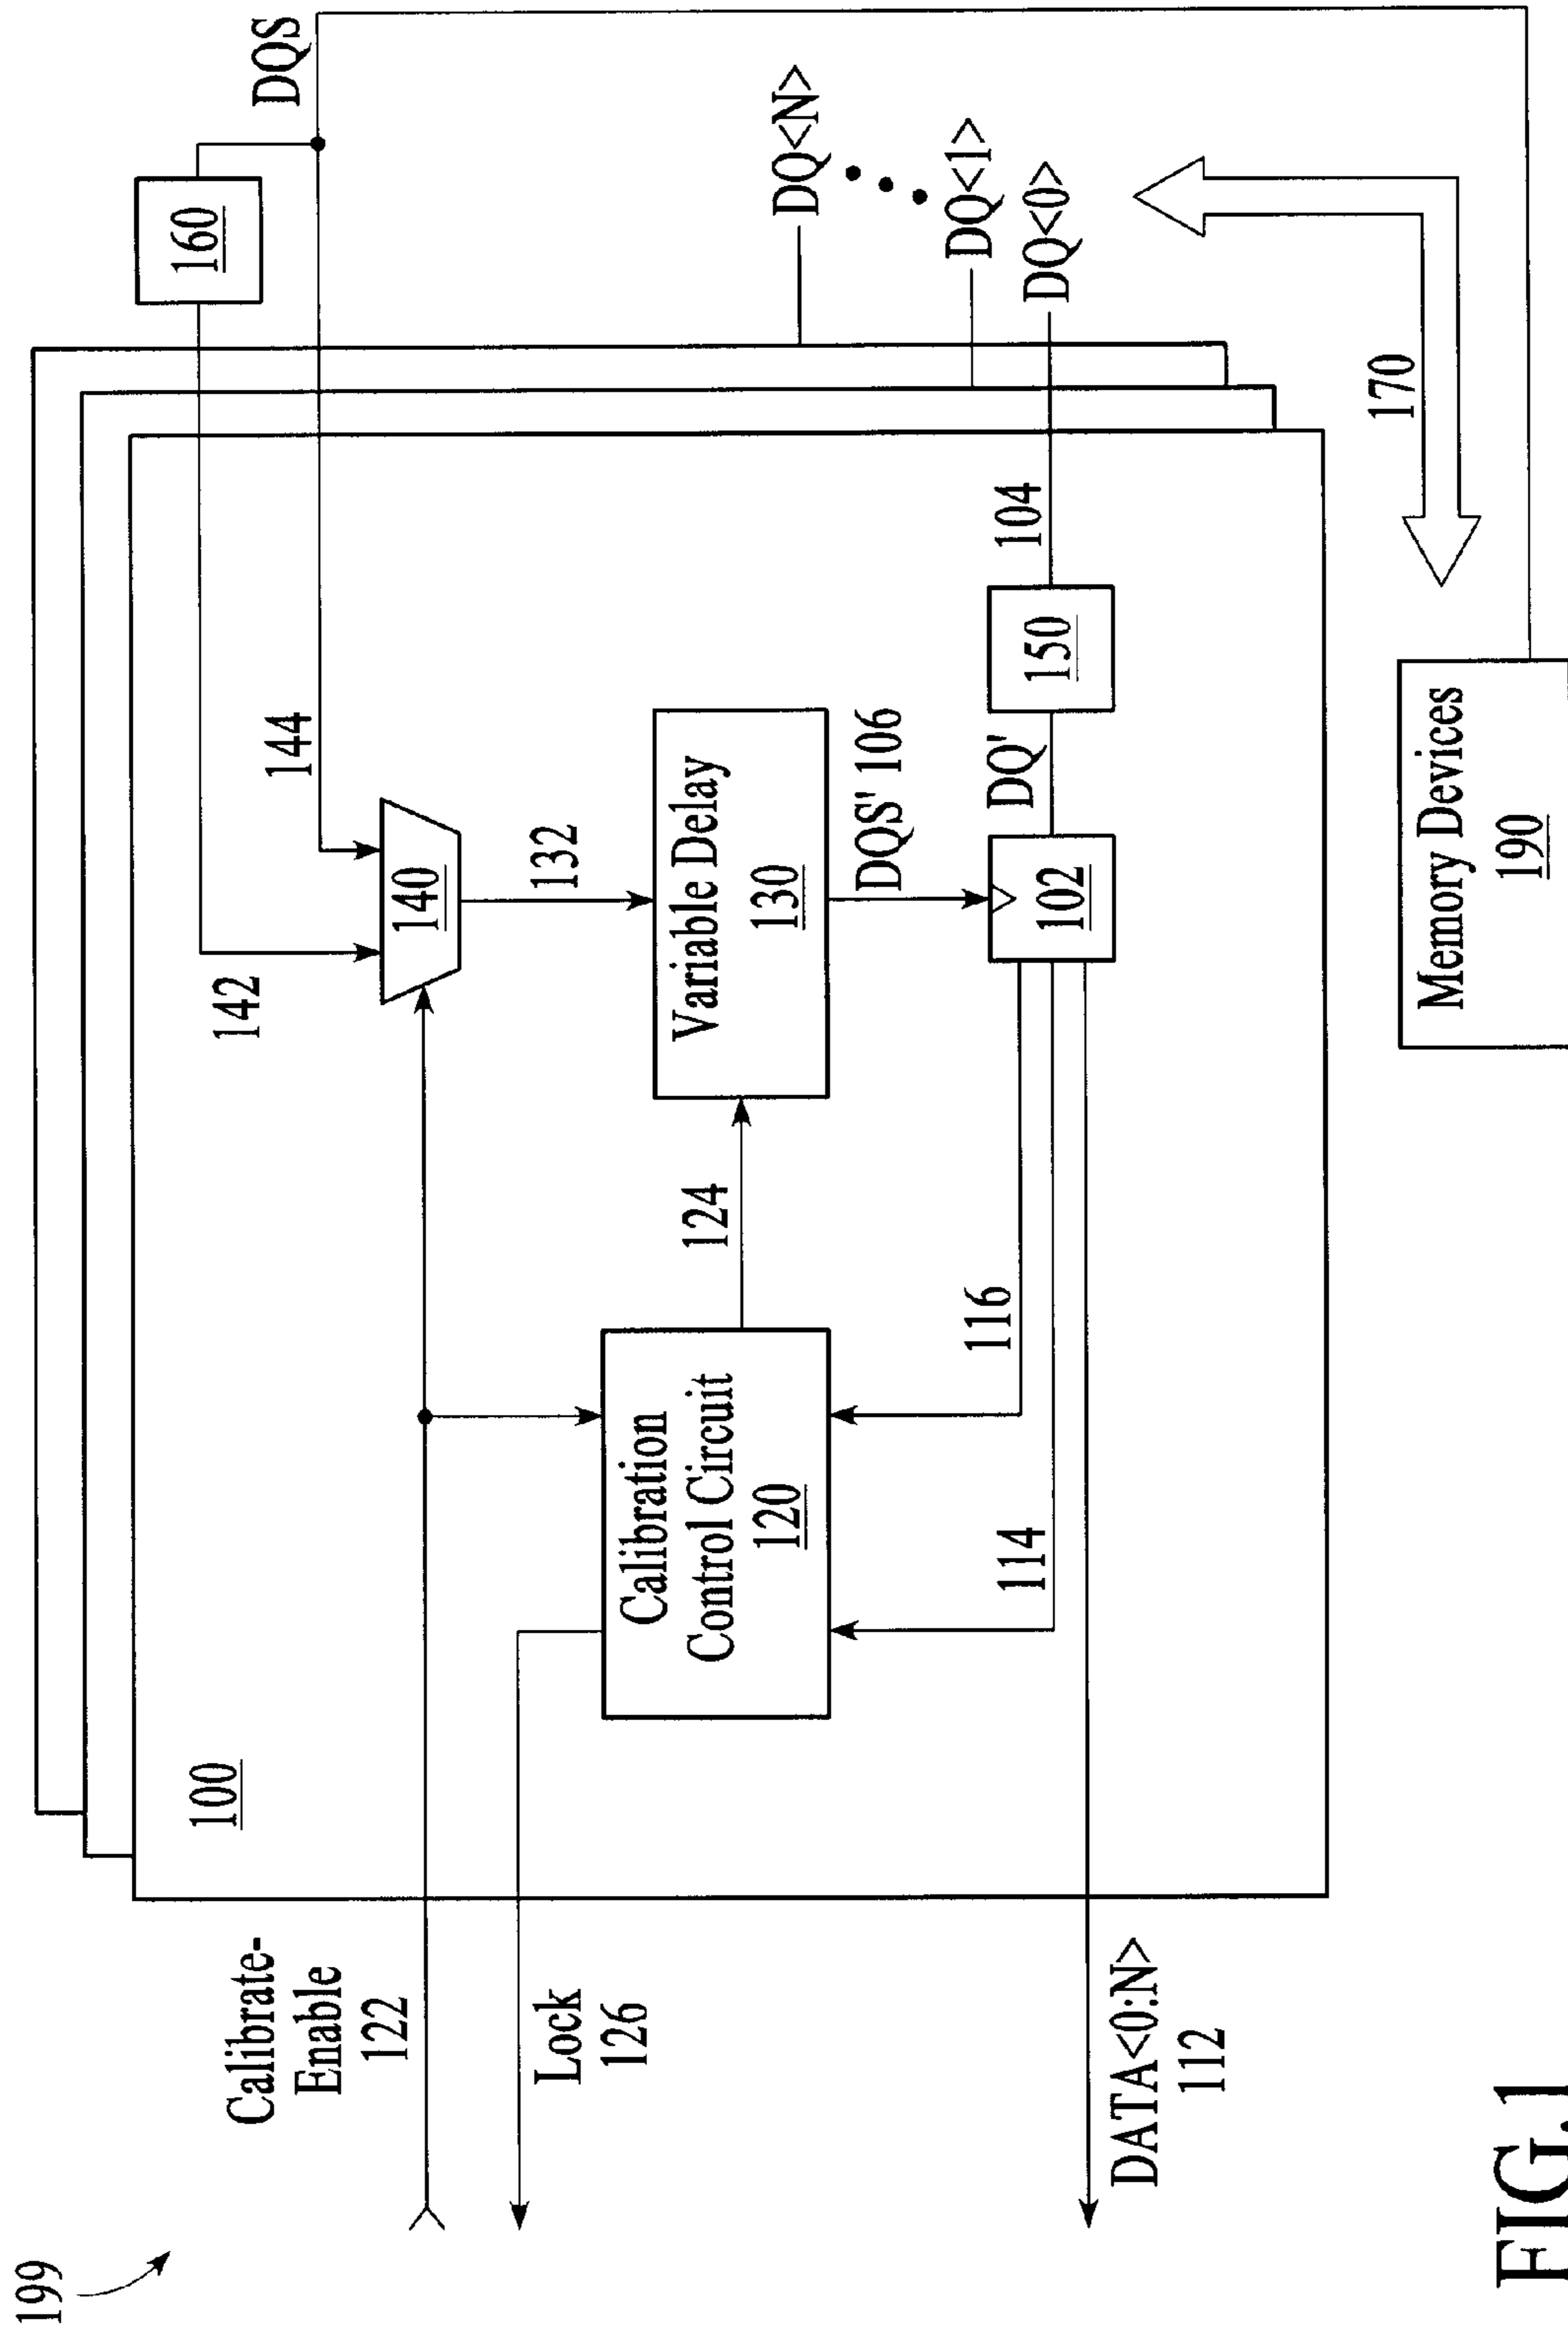 199
100
Calibrate-
Enable
122
Lock
126
DATA<0:N>
112
Calibration
Control Circuit
120
124
116
114
142
144
140
132
Variable Delay
130
DQS' 106
102
DQ'
150
104
160
DQS
DQ<N>
DQ<1>
DQ<0>
170
Memory Devices
190
FIG.1